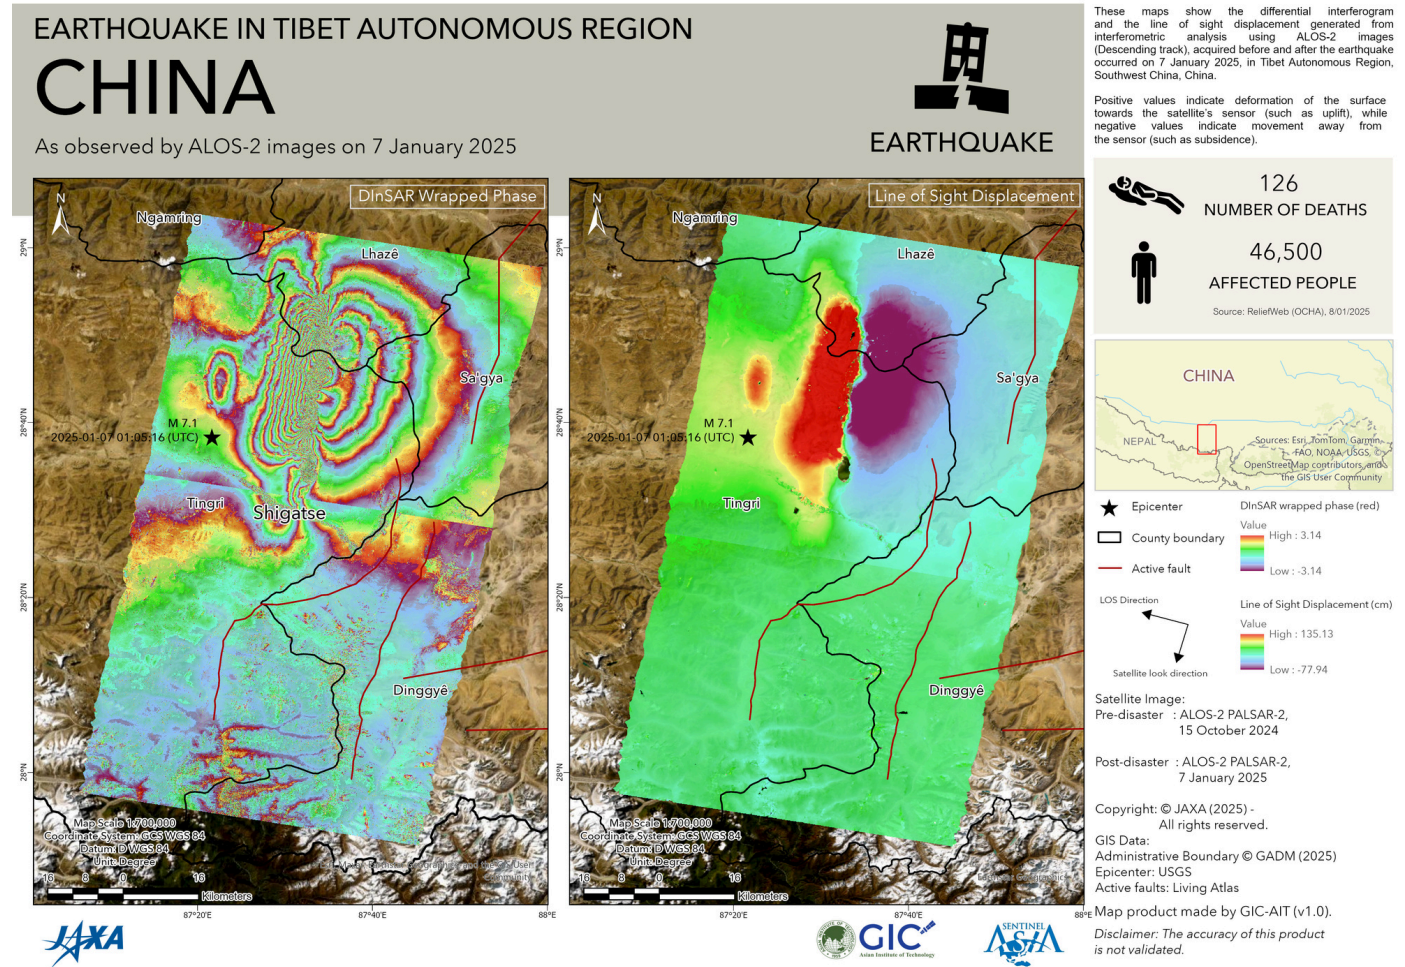 EARTHQUAKE IN TIBET AUTONOMOUS REGION
CHINA
As observed by ALOS-2 images on 7 January 2025
EARTHQUAKE
These maps show the differential interferogram
and the line of sight displacement generated from
interferometric analysis using ALOS-2 images
(Descending track), acquired before and after the earthquake
occurred on 7 January 2025, in Tibet Autonomous Region,
Southwest China, China.
Positive values indicate deformation of the surface
towards the satellite's sensor (such as uplift), while
negative values indicate movement away from
the sensor (such as subsidence).
126
NUMBER OF DEATHS
46,500
AFFECTED PEOPLE
Source: ReliefWeb (OCHA), 8/01/2025
DInSAR Wrapped Phase
N
Ngamring
Lhazê
Sa'gya
M 7.1
2025-01-07 01:05:16 (UTC)
Tingri
Shigatse
Dinggyê
Map Scale 1:700,000
Coordinate System: GCS WGS 84
Datum: D WGS 84
Unit: Degree
16 8 0 16
Kilometers
29°N
28°40'N
28°20'N
28°N
87°20'E
87°40'E
88°E
Line of Sight Displacement
N
Ngamring
Lhazê
Sa'gya
M 7.1
2025-01-07 01:05:16 (UTC)
Tingri
Dinggyê
Map Scale 1:700,000
Coordinate System: GCS WGS 84
Datum: D WGS 84
Unit: Degree
16 8 0 16
Kilometers
29°N
28°40'N
28°20'N
28°N
87°20'E
87°40'E
88°E
CHINA
NEPAL
Sources: Esri, TomTom, Garmin,
FAO, NOAA, USGS, ©
OpenStreetMap contributors, and
the GIS User Community
Epicenter
County boundary
Active fault
LOS Direction
Satellite look direction
DInSAR wrapped phase (red)
Value
High : 3.14
Low : -3.14
Line of Sight Displacement (cm)
Value
High : 135.13
Low : -77.94
Satellite Image:
Pre-disaster : ALOS-2 PALSAR-2,
15 October 2024
Post-disaster : ALOS-2 PALSAR-2,
7 January 2025
Copyright: © JAXA (2025) -
All rights reserved.
GIS Data:
Administrative Boundary © GADM (2025)
Epicenter: USGS
Active faults: Living Atlas
Map product made by GIC-AIT (v1.0).
Disclaimer: The accuracy of this product
is not validated.
JAXA
GIC
Asian Institute of Technology
SENTINEL
ASIA